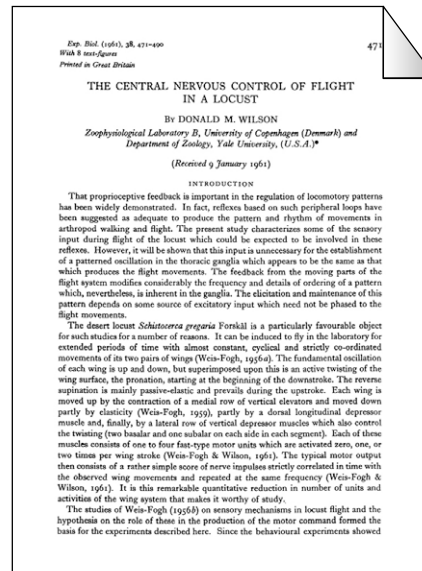 Exp. Biol. (1961), 38, 471-490
With 8 text-figures
Printed in Great Britain
471
THE CENTRAL NERVOUS CONTROL OF FLIGHT
IN A LOCUST
BY DONALD M. WILSON
Zoophysiological Laboratory B, University of Copenhagen (Denmark) and
Department of Zoology, Yale University, (U.S.A.)*
(Received 9 January 1961)
INTRODUCTION
That proprioceptive feedback is important in the regulation of locomotory patterns
has been widely demonstrated. In fact, reflexes based on such peripheral loops have
been suggested as adequate to produce the pattern and rhythm of movements in
arthropod walking and flight. The present study characterizes some of the sensory
input during flight of the locust which could be expected to be involved in these
reflexes. However, it will be shown that this input is unnecessary for the establishment
of a patterned oscillation in the thoracic ganglia which appears to be the same as that
which produces the flight movements. The feedback from the moving parts of the
flight system modifies considerably the frequency and details of ordering of a pattern
which, nevertheless, is inherent in the ganglia. The elicitation and maintenance of this
pattern depends on some source of excitatory input which need not be phased to the
flight movements.
The desert locust Schistocerca gregaria Forskål is a particularly favourable object
for such studies for a number of reasons. It can be induced to fly in the laboratory for
extended periods of time with almost constant, cyclical and strictly co-ordinated
movements of its two pairs of wings (Weis-Fogh, 1956a). The fundamental oscillation
of each wing is up and down, but superimposed upon this is an active twisting of the
wing surface, the pronation, starting at the beginning of the downstroke. The reverse
supination is mainly passive-elastic and prevails during the upstroke. Each wing is
moved up by the contraction of a medial row of vertical elevators and moved down
partly by elasticity (Weis-Fogh, 1959), partly by a dorsal longitudinal depressor
muscle and, finally, by a lateral row of vertical depressor muscles which also control
the twisting (two basalar and one subalar on each side in each segment). Each of these
muscles consists of one to four fast-type motor units which are activated zero, one, or
two times per wing stroke (Weis-Fogh & Wilson, 1961). The typical motor output
then consists of a rather simple score of nerve impulses strictly correlated in time with
the observed wing movements and repeated at the same frequency (Weis-Fogh &
Wilson, 1961). It is this remarkable quantitative reduction in number of units and
activities of the wing system that makes it worthy of study.
The studies of Weis-Fogh (1956b) on sensory mechanisms in locust flight and the
hypothesis on the role of these in the production of the motor command formed the
basis for the experiments described here. Since the behavioural experiments showed